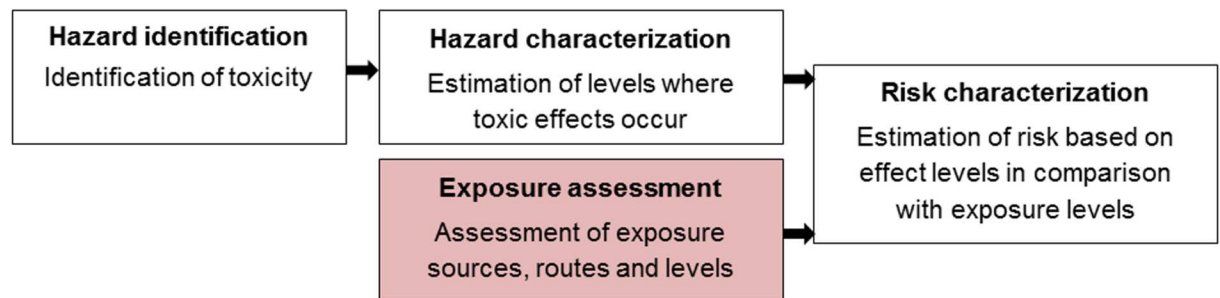 Hazard identification
Identification of toxicity
Hazard characterization
Estimation of levels where
toxic effects occur
Exposure assessment
Assessment of exposure
sources, routes and levels
Risk characterization
Estimation of risk based on
effect levels in comparison
with exposure levels